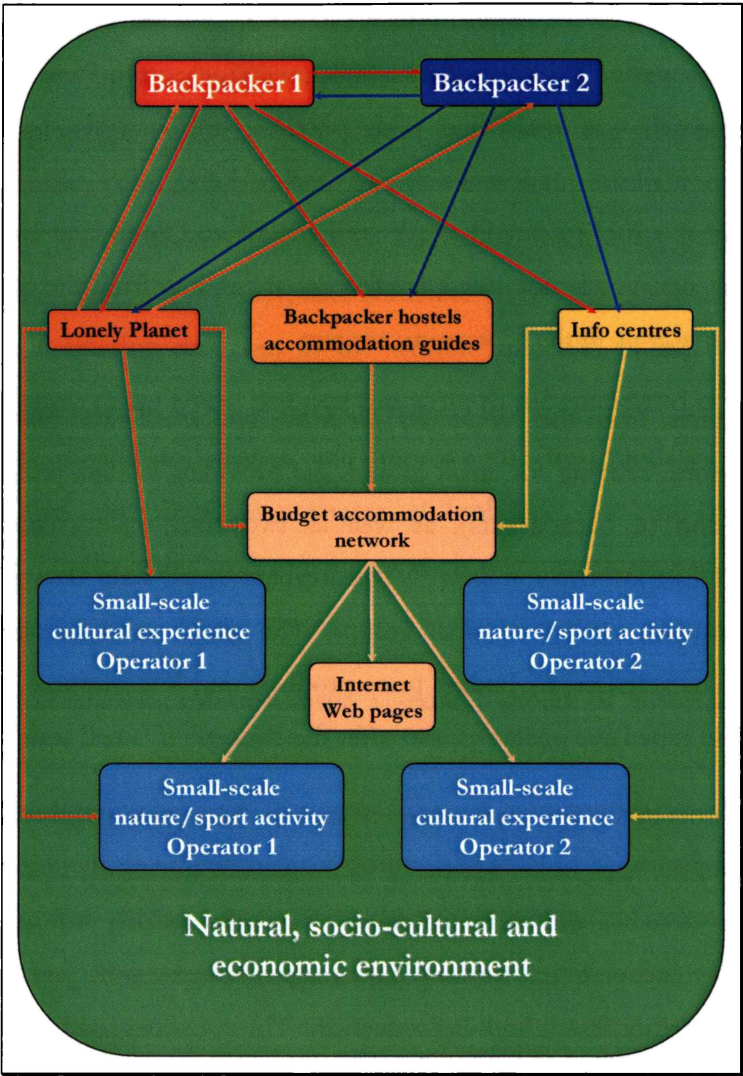 Backpacker 1
Backpacker 2
Lonely Planet
Backpacker hostels
accommodation guides
Info centres
Budget accommodation
network
Small-scale
cultural experience
Operator 1
Small-scale
nature/sport activity
Operator 2
Internet
Web pages
Small-scale
nature/sport activity
Operator 1
Small-scale
cultural experience
Operator 2
Natural, socio-cultural and
economic environment